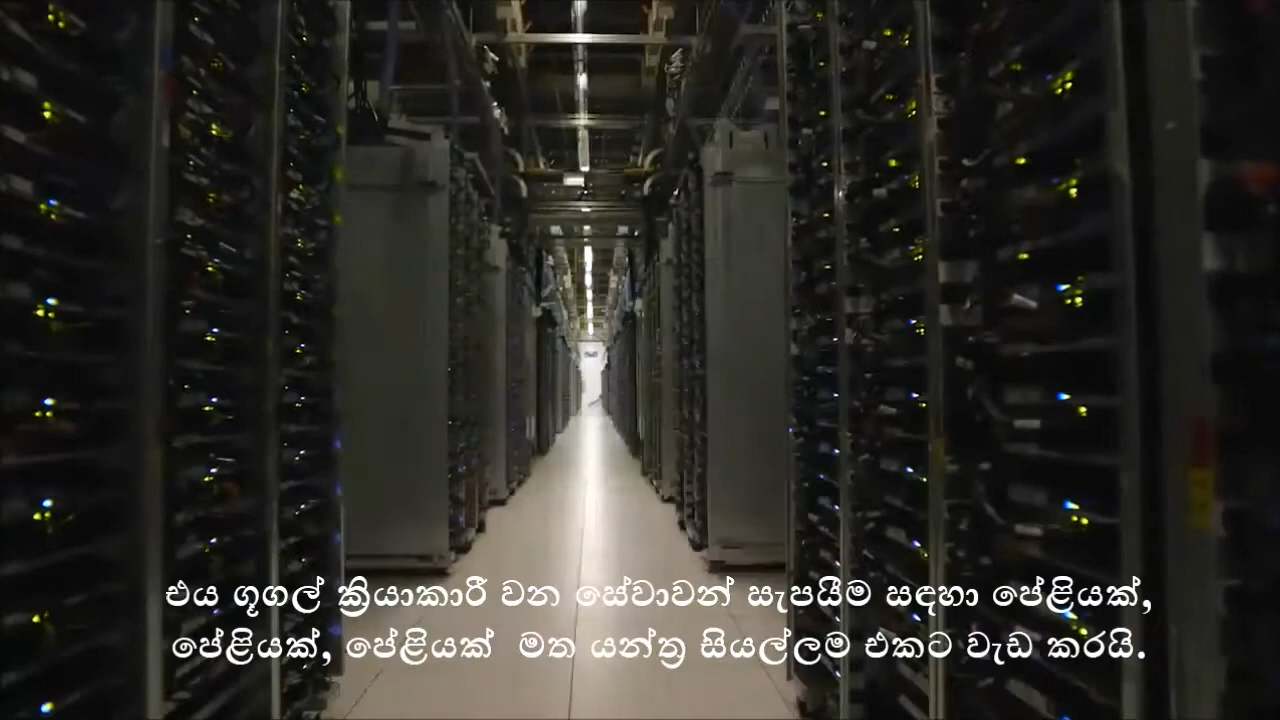 එය ගූගල් ක්‍රියාකාරී වන සේවාවන් සැපයීම සඳහා පේළියක්,
පේළියක්, පේළියක් මත යන්ත්‍ර සියල්ලම එකට වැඩ කරයි.